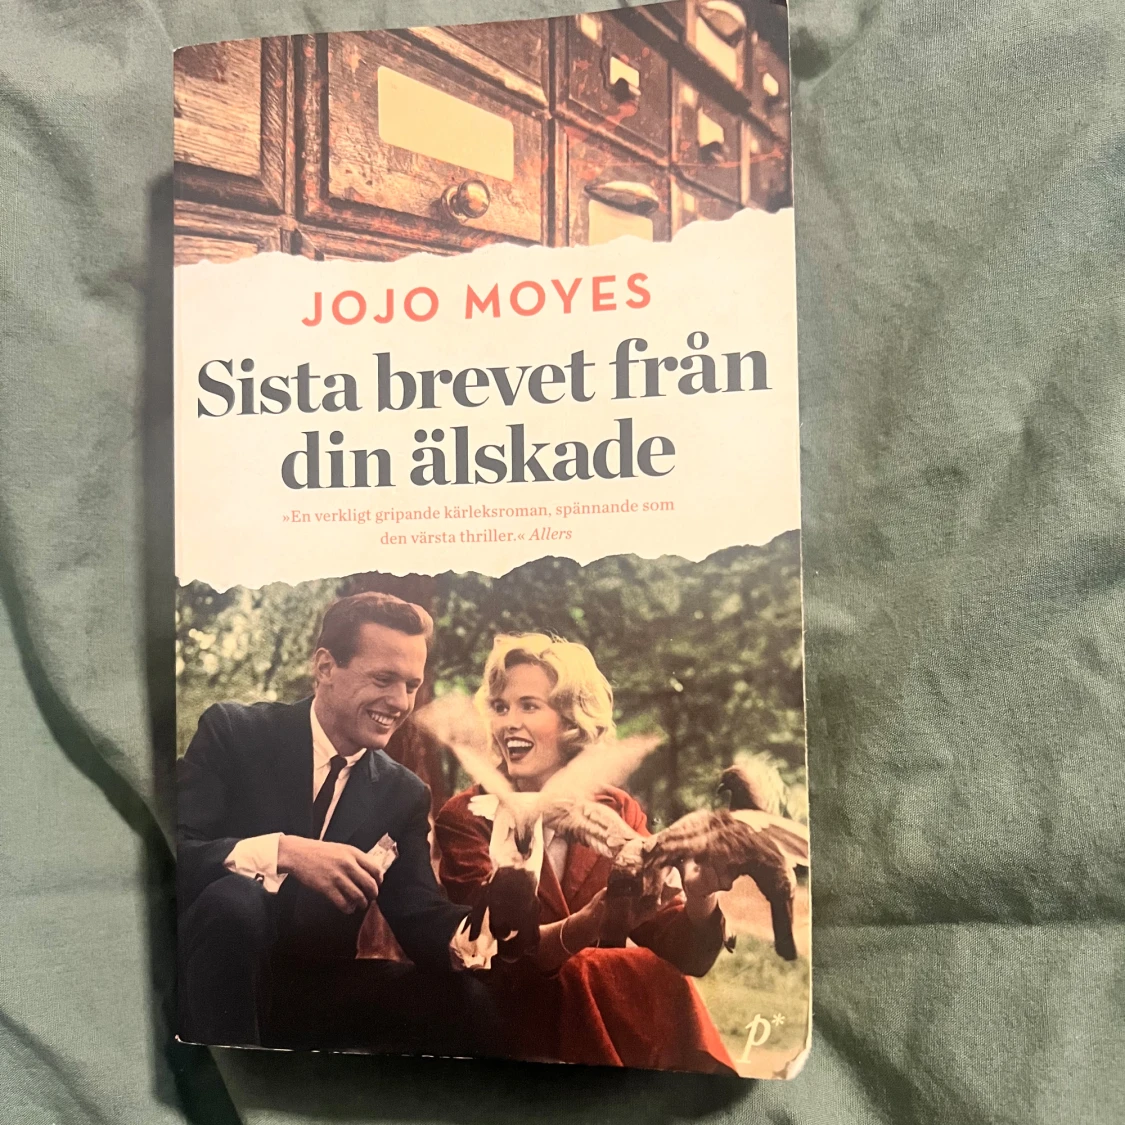 JOJO MOYES
Sista brevet från
din älskade
»En verkligt gripande kärleksroman, spännande som
den värsta thriller.« Allers
p*